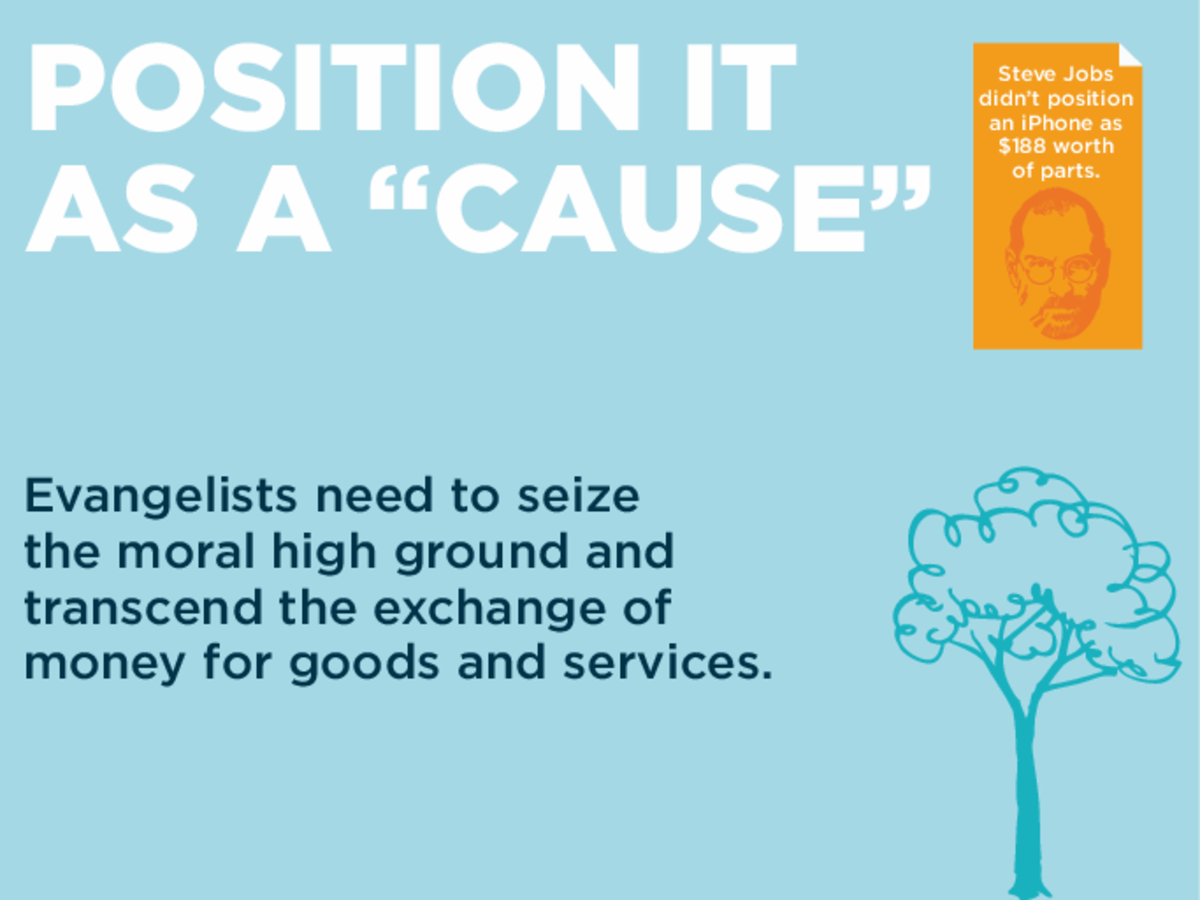 POSITION IT
AS A “CAUSE”
Steve Jobs
didn’t position
an iPhone as
$188 worth
of parts.
Evangelists need to seize
the moral high ground and
transcend the exchange of
money for goods and services.